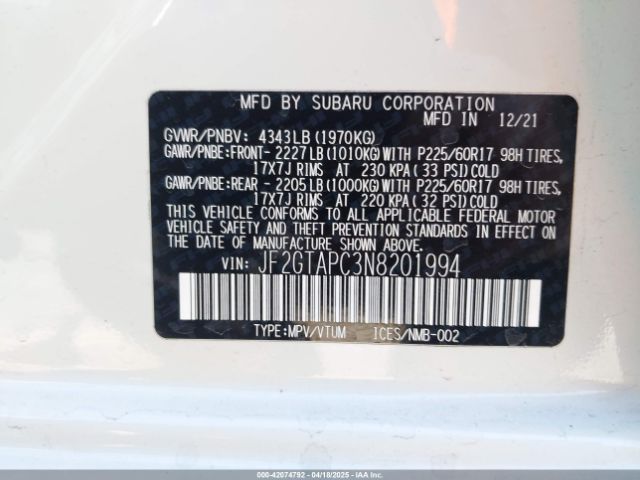 MFD BY SUBARU CORPORATION
MFD IN 12/21
GVWR/PNBV: 4343LB(1970KG)
GAWR/PNBE:FRONT- 2227LB(1010KG)WITH P225/60R17 98H TIRES,
17X7J RIMS AT 230 KPA(33 PSI)COLD
GAWR/PNBE:REAR - 2205LB(1000KG)WITH P225/60R17 98H TIRES,
17X7J RIMS AT 220 KPA(32 PSI)COLD
THIS VEHICLE CONFORMS TO ALL APPLICABLE FEDERAL MOTOR
VEHICLE SAFETY AND THEFT PREVENTION STANDARDS IN EFFECT
ON THE DATE OF MANUFACTURE SHOWN ABOVE.
VIN: JF2GTAPC3N8201994
TYPE:MPV/VTUM ICES/NMB-002
000-42074792 - 04/18/2025 - IAA Inc.